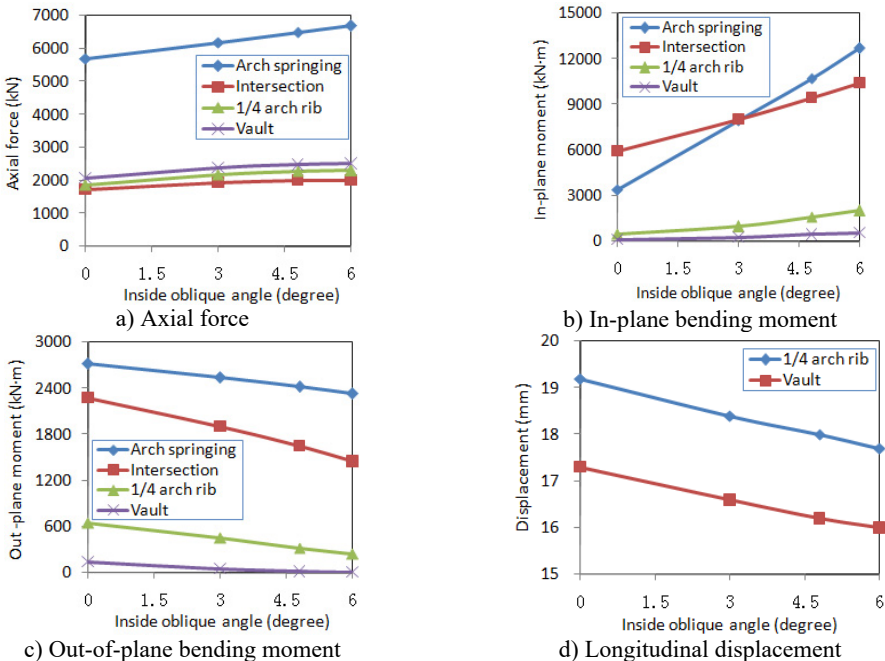 7000
6000
5000
4000
3000
2000
1000
0
Axial force (kN)
Arch springing
Intersection
1/4 arch rib
Vault
0 1.5 3 4.5 6
Inside oblique angle (degree)
a) Axial force
15000
12000
9000
6000
3000
0
In-plane moment (kN·m)
Arch springing
Intersection
1/4 arch rib
Vault
0 1.5 3 4.5 6
Inside oblique angle (degree)
b) In-plane bending moment
3000
2400
1800
1200
600
0
Out -plane moment (kN·m)
Arch springing
Intersection
1/4 arch rib
Vault
0 1.5 3 4.5 6
Inside oblique angle (degree)
c) Out-of-plane bending moment
20
19
18
17
16
15
Displacement (mm)
1/4 arch rib
Vault
0 1.5 3 4.5 6
Inside oblique angle (degree)
d) Longitudinal displacement